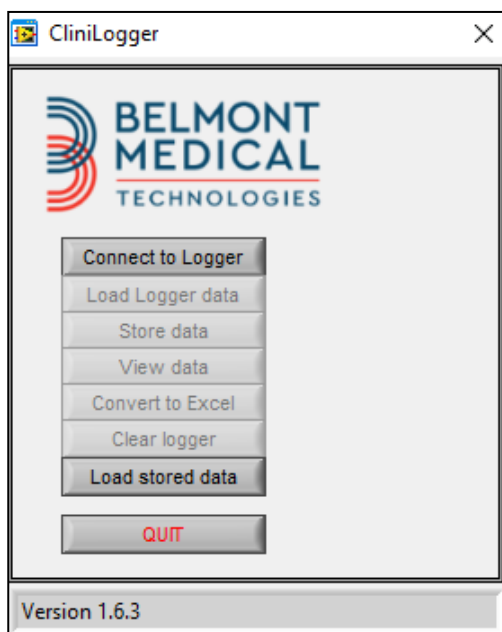 CliniLogger
BELMONT
MEDICAL
TECHNOLOGIES
Connect to Logger
Load Logger data
Store data
View data
Convert to Excel
Clear logger
Load stored data
QUIT
Version 1.6.3